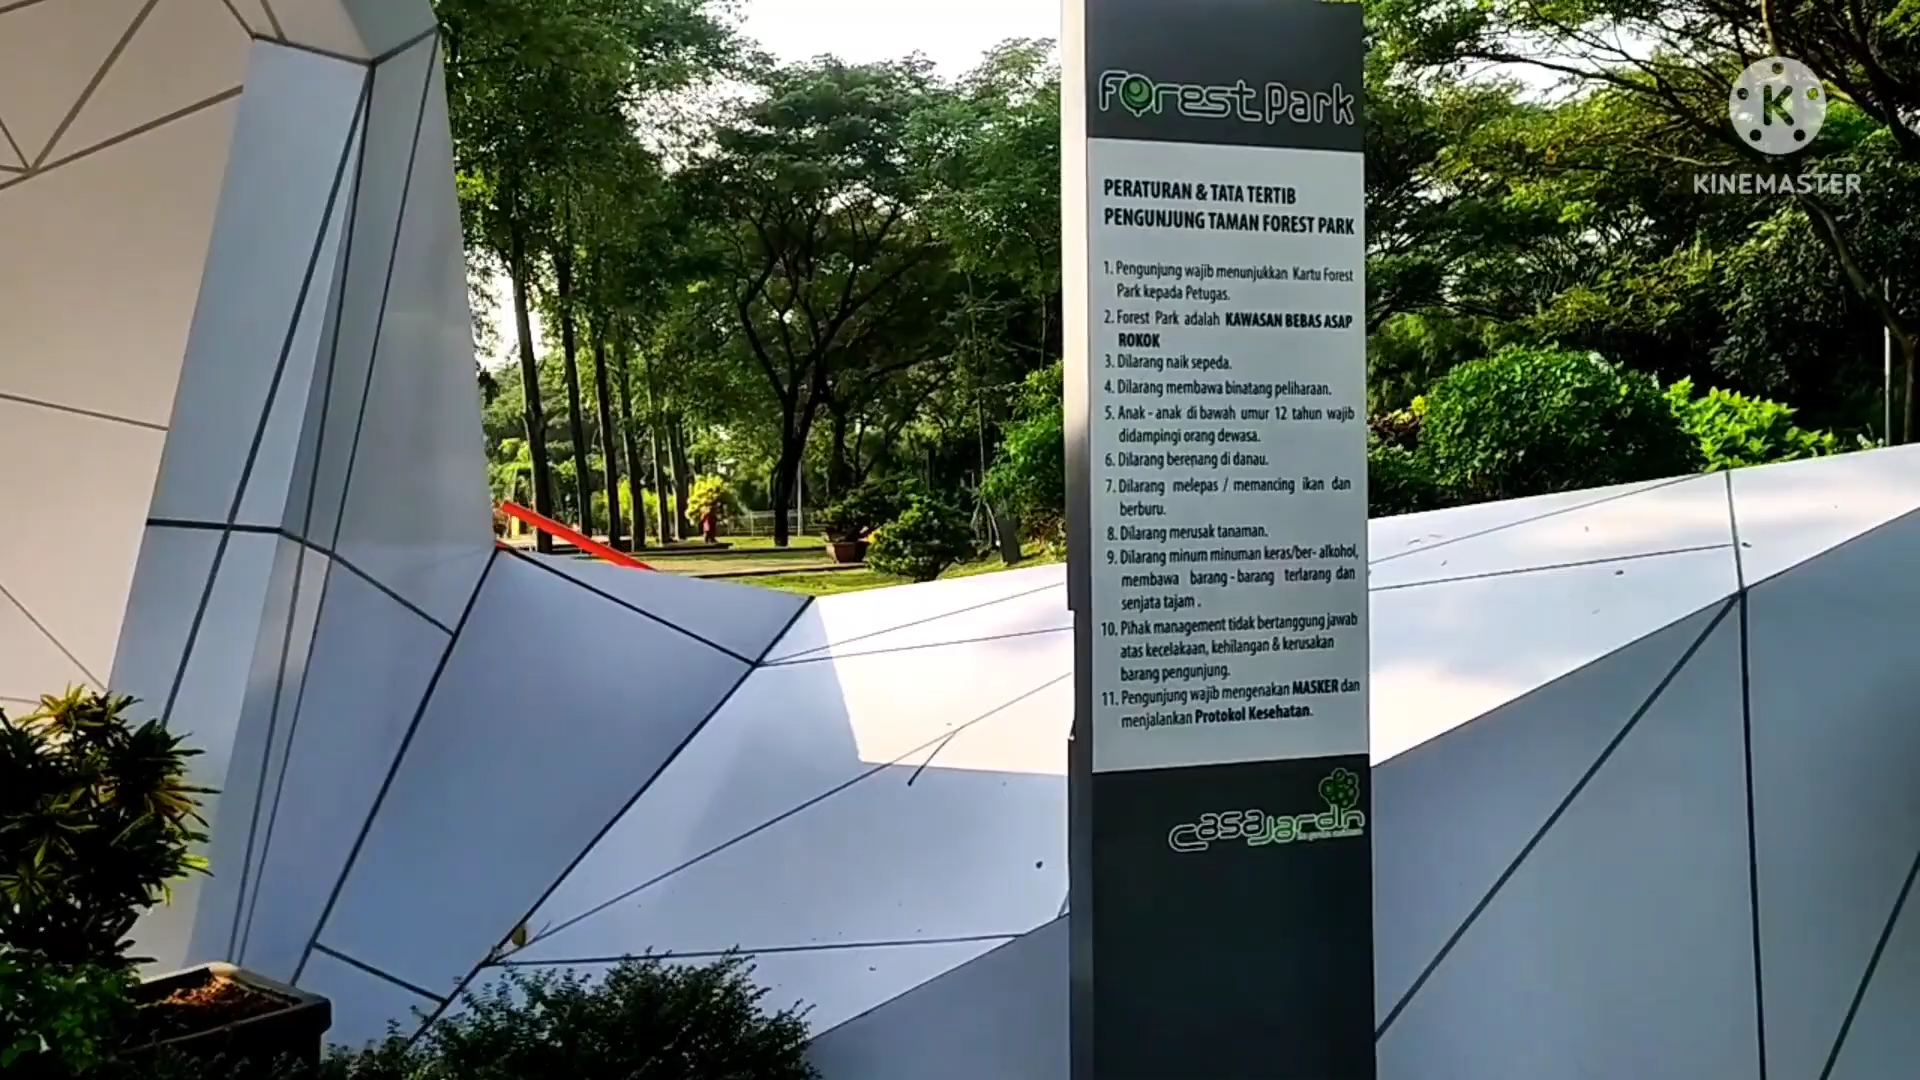 Forest Park
KINEMASTER
PERATURAN & TATA TERTIB
PENGUNJUNG TAMAN FOREST PARK
1. Pengunjung wajib menunjukkan Kartu Forest
Park kepada Petugas.
2. Forest Park adalah KAWASAN BEBAS ASAP
ROKOK
3. Dilarang naik sepeda.
4. Dilarang membawa binatang peliharaan.
5. Anak - anak di bawah umur 12 tahun wajib
didampingi orang dewasa.
6. Dilarang berenang di danau.
7. Dilarang melepas / memancing ikan dan
berburu.
8. Dilarang merusak tanaman.
9. Dilarang minum minuman keras/ber- alkohol,
membawa barang - barang terlarang dan
senjata tajam .
10. Pihak management tidak bertanggung jawab
atas kecelakaan, kehilangan & kerusakan
barang pengunjung.
11. Pengunjung wajib mengenakan MASKER dan
menjalankan Protokol Kesehatan.
casajardin